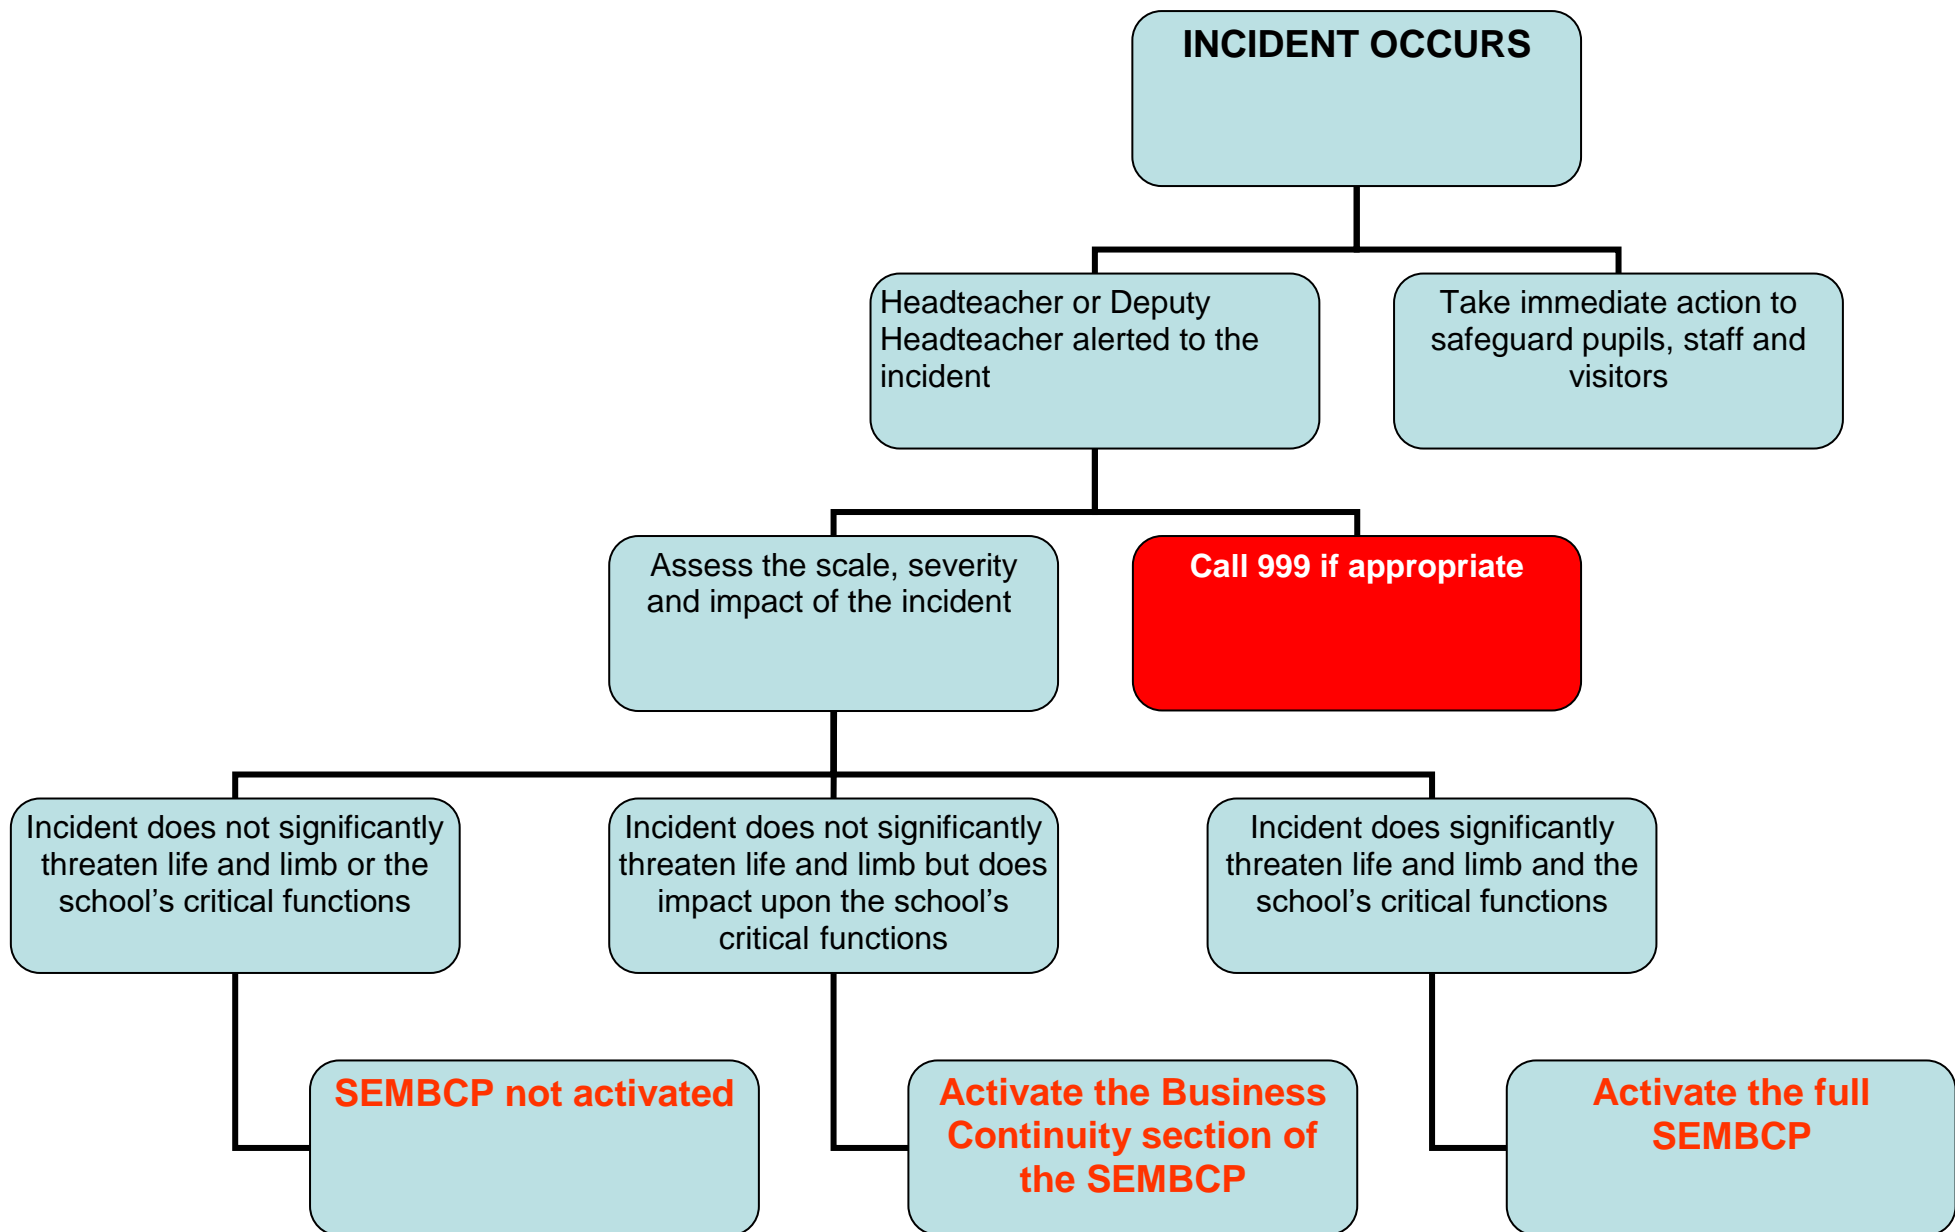 INCIDENT OCCURS
Headteacher or Deputy
Headteacher alerted to the
incident
Take immediate action to
safeguard pupils, staff and
visitors
Assess the scale, severity
and impact of the incident
Call 999 if appropriate
Incident does not significantly
threaten life and limb or the
school’s critical functions
Incident does not significantly
threaten life and limb but does
impact upon the school’s
critical functions
Incident does significantly
threaten life and limb and the
school’s critical functions
SEMBCP not activated
Activate the Business
Continuity section of
the SEMBCP
Activate the full
SEMBCP